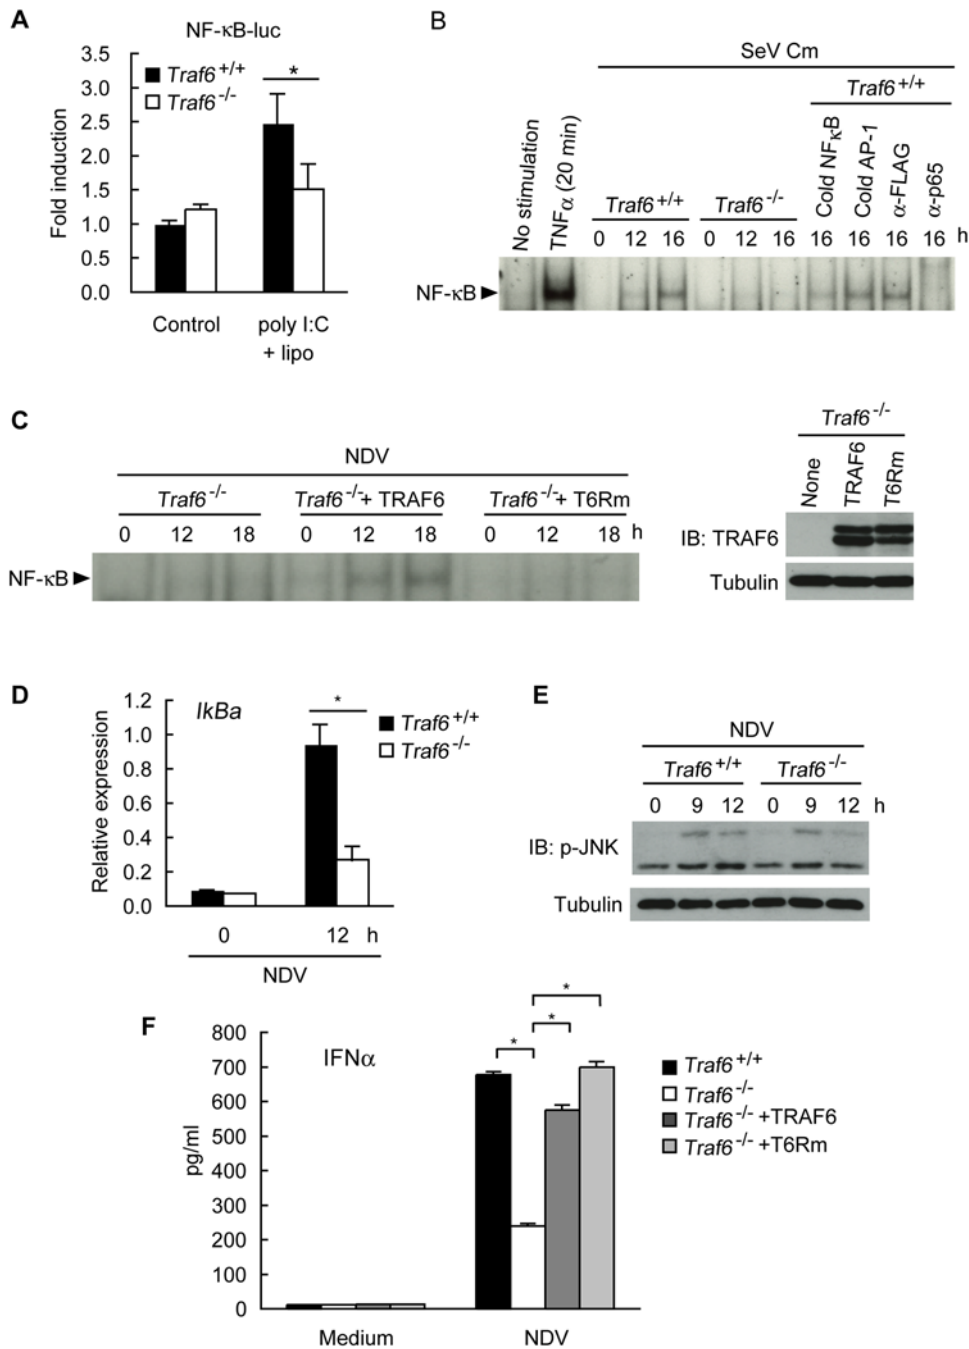 A
NF-κB-luc
3.5
3.0
2.5
2.0
1.5
1.0
0.5
0.0
Fold induction
Traf6+/+
Traf6-/-
*
Control
poly I:C
+ lipo
B
SeV Cm
Traf6+/+
No stimulation
TNFα (20 min)
Traf6+/+
Traf6-/-
Cold NFκB
Cold AP-1
α-FLAG
α-p65
0 12 16 0 12 16 16 16 16 16 h
NF-κB
C
NDV
Traf6-/-
Traf6-/-+ TRAF6
Traf6-/-+ T6Rm
0 12 18 0 12 18 0 12 18 h
NF-κB
Traf6-/-
None
TRAF6
T6Rm
IB: TRAF6
Tubulin
D
IkBa
1.2
1.0
0.8
0.6
0.4
0.2
0.0
Relative expression
*
Traf6+/+
Traf6-/-
0 12 h
NDV
E
NDV
Traf6+/+ Traf6-/-
0 9 12 0 9 12 h
IB: p-JNK
Tubulin
F
IFNα
800
700
600
500
400
300
200
100
0
pg/ml
*
*
*
Traf6+/+
Traf6-/-
Traf6-/- +TRAF6
Traf6-/- +T6Rm
Medium NDV